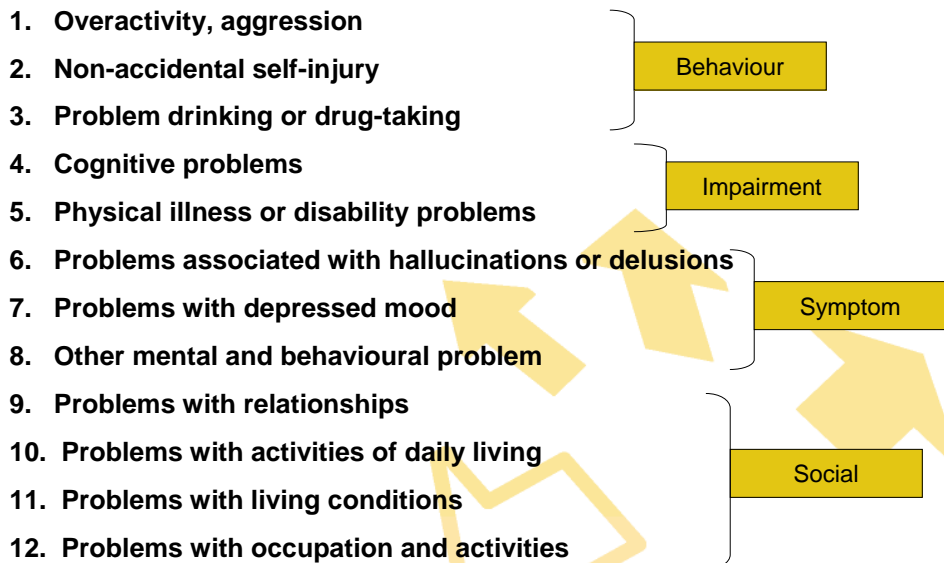 1. Overactivity, aggression
2. Non-accidental self-injury
Behaviour
3. Problem drinking or drug-taking
4. Cognitive problems
Impairment
5. Physical illness or disability problems
6. Problems associated with hallucinations or delusions
7. Problems with depressed mood
Symptom
8. Other mental and behavioural problem
9. Problems with relationships
10. Problems with activities of daily living
Social
11. Problems with living conditions
12. Problems with occupation and activities